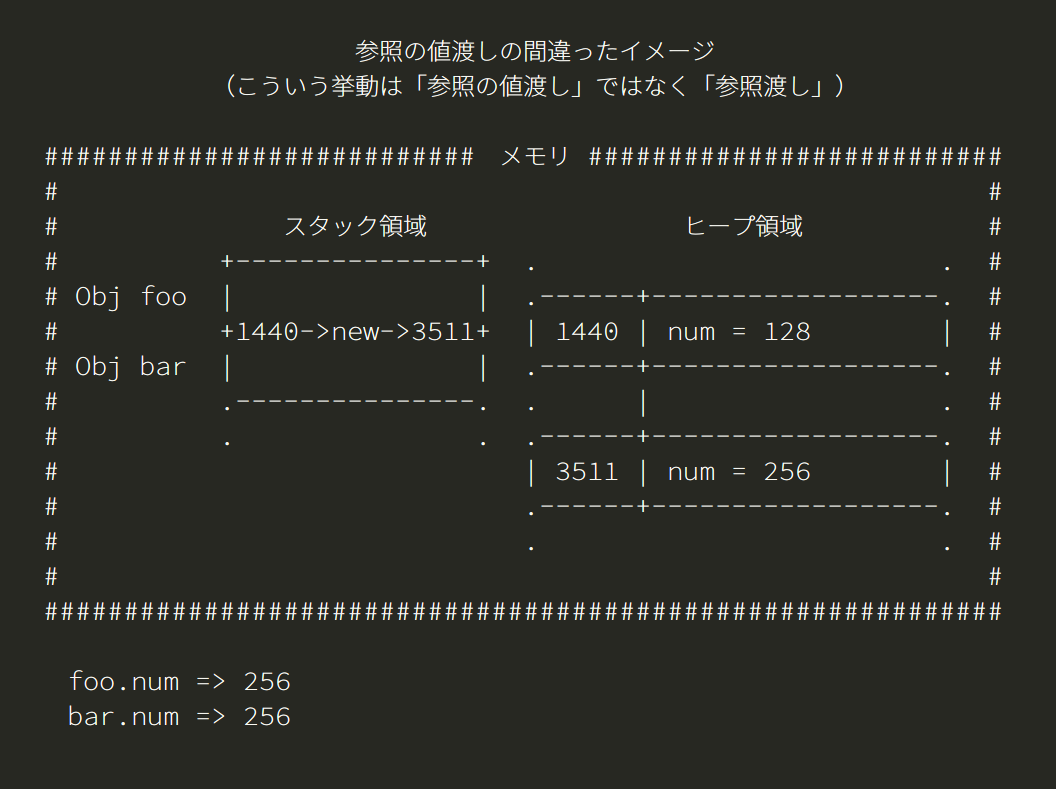 参照の値渡しの間違ったイメージ
（こういう挙動は「参照の値渡し」ではなく「参照渡し」）
########################### メモリ ##########################
#                                                          #
#              スタック領域                ヒープ領域            #
#          +---------------+  .                         .  #
# Obj foo  |               |  .------+------------------.  #
#          +1440->new->3511+  | 1440 | num = 128        |  #
# Obj bar  |               |  .------+------------------.  #
#          .---------------.  .      |                  .  #
#          .               .  .------+------------------.  #
#                             | 3511 | num = 256        |  #
#                             .------+------------------.  #
#                             .                         .  #
#                                                          #
############################################################
foo.num => 256
bar.num => 256